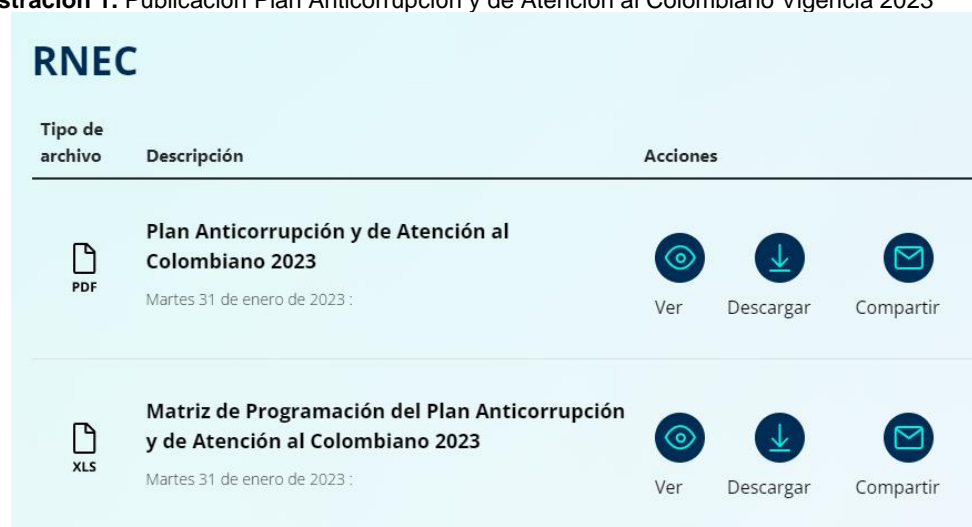 stración 1. Publicación Plan Anticorrupción y de Atención al Colombiano Vigencia 2023
RNEC
Tipo de
archivo Descripción Acciones
Plan Anticorrupción y de Atención al
Colombiano 2023
PDF
Martes 31 de enero de 2023 :
Ver Descargar Compartir
Matriz de Programación del Plan Anticorrupción
y de Atención al Colombiano 2023
XLS
Martes 31 de enero de 2023 :
Ver Descargar Compartir